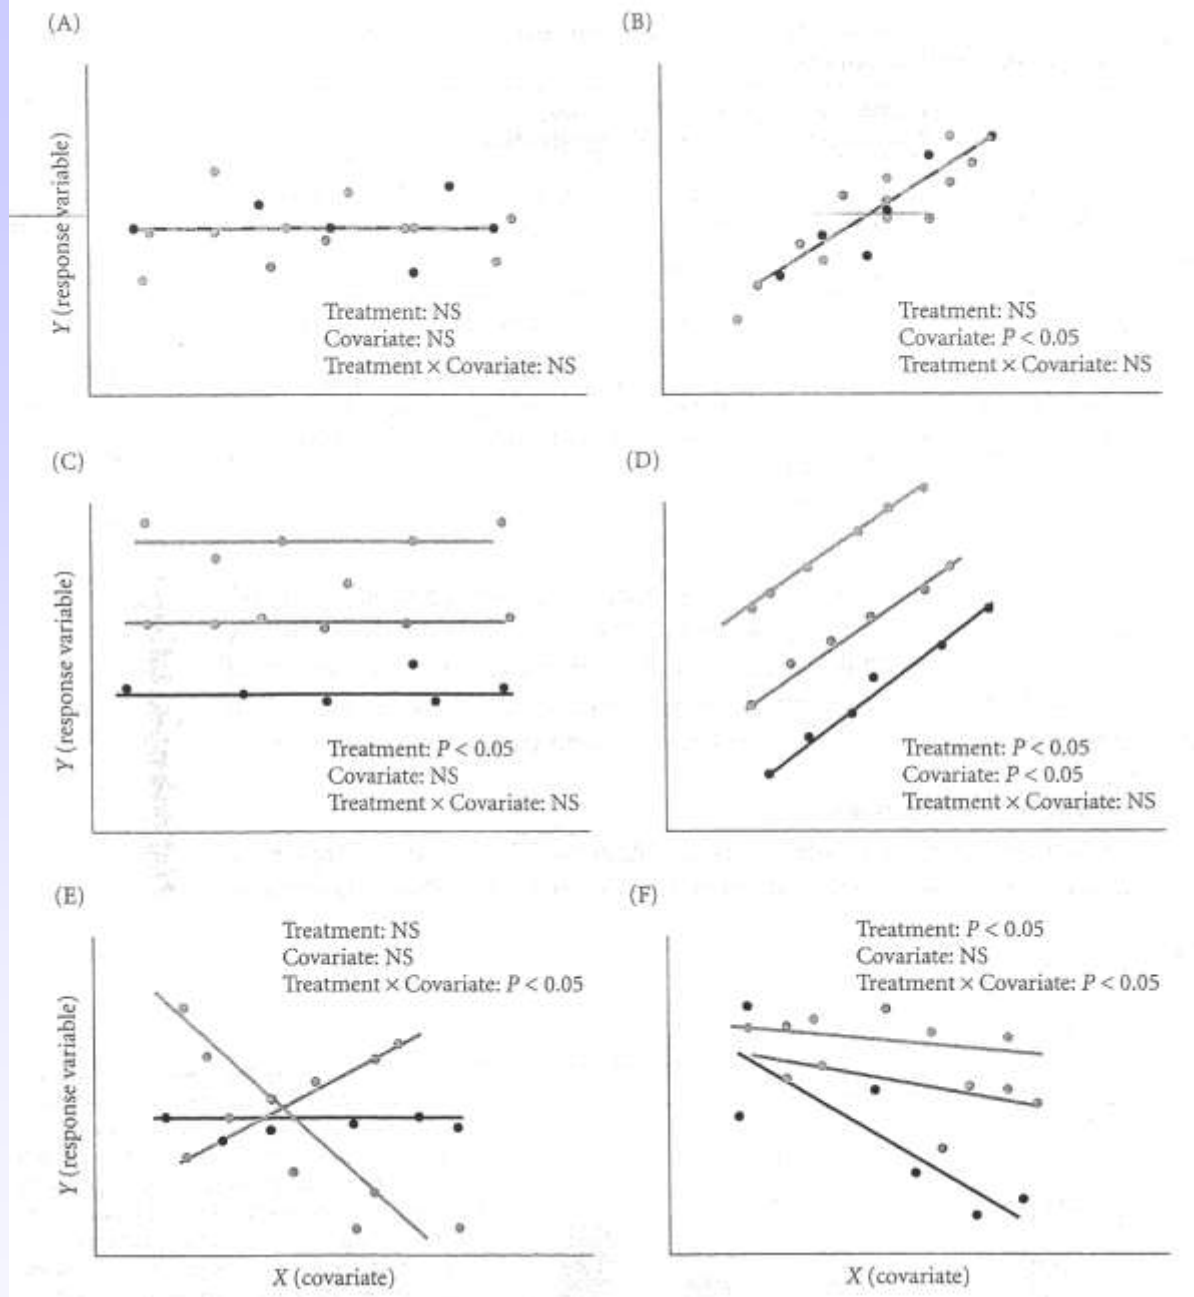 (A)
Y (response variable)
Treatment: NS
Covariate: NS
Treatment × Covariate: NS
(B)
Treatment: NS
Covariate: P < 0.05
Treatment × Covariate: NS
(C)
Y (response variable)
Treatment: P < 0.05
Covariate: NS
Treatment × Covariate: NS
(D)
Treatment: P < 0.05
Covariate: P < 0.05
Treatment × Covariate: NS
(E)
Treatment: NS
Covariate: NS
Treatment × Covariate: P < 0.05
Y (response variable)
X (covariate)
(F)
Treatment: P < 0.05
Covariate: NS
Treatment × Covariate: P < 0.05
X (covariate)